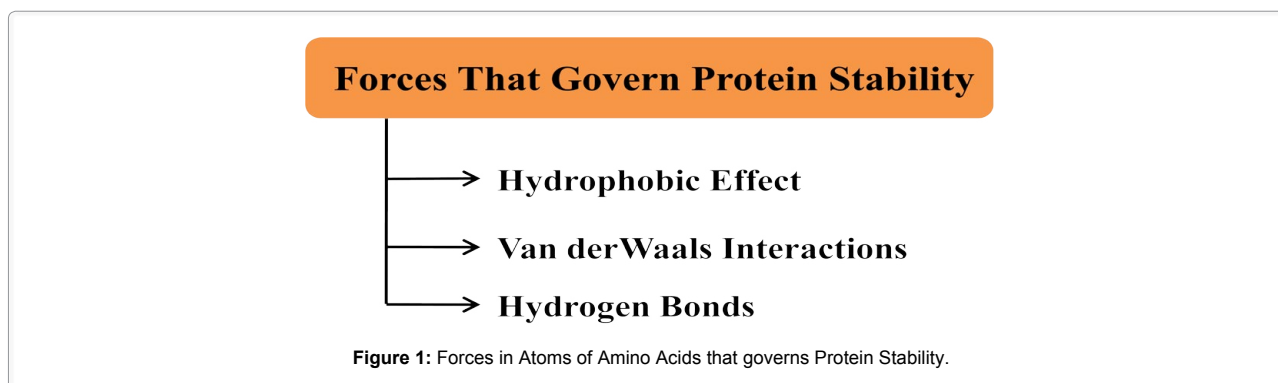 Forces That Govern Protein Stability
Hydrophobic Effect
Van derWaals Interactions
Hydrogen Bonds
Figure 1: Forces in Atoms of Amino Acids that governs Protein Stability.